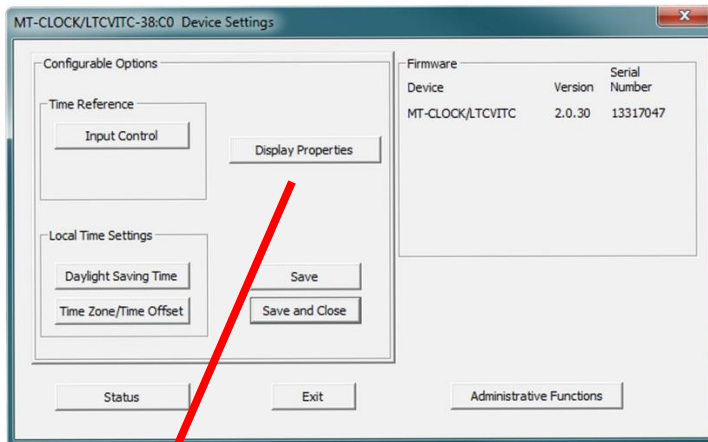 MT-CLOCK/LTCVITC-38:C0 Device Settings
Configurable Options
Time Reference
Input Control
Display Properties
Local Time Settings
Daylight Saving Time
Time Zone/Time Offset
Save
Save and Close
Firmware
Device Version Serial Number
MT-CLOCK/LTCVITC 2.0.30 13317047
Status
Exit
Administrative Functions